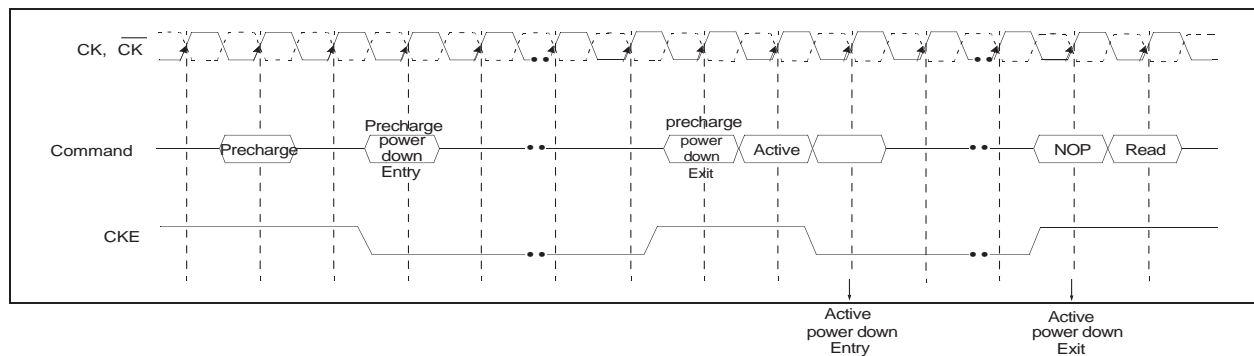 CK, CK
Command
Precharge
Precharge
power
down
Entry
precharge
power
down
Exit
Active
NOP
Read
CKE
Active
power down
Entry
Active
power down
Exit